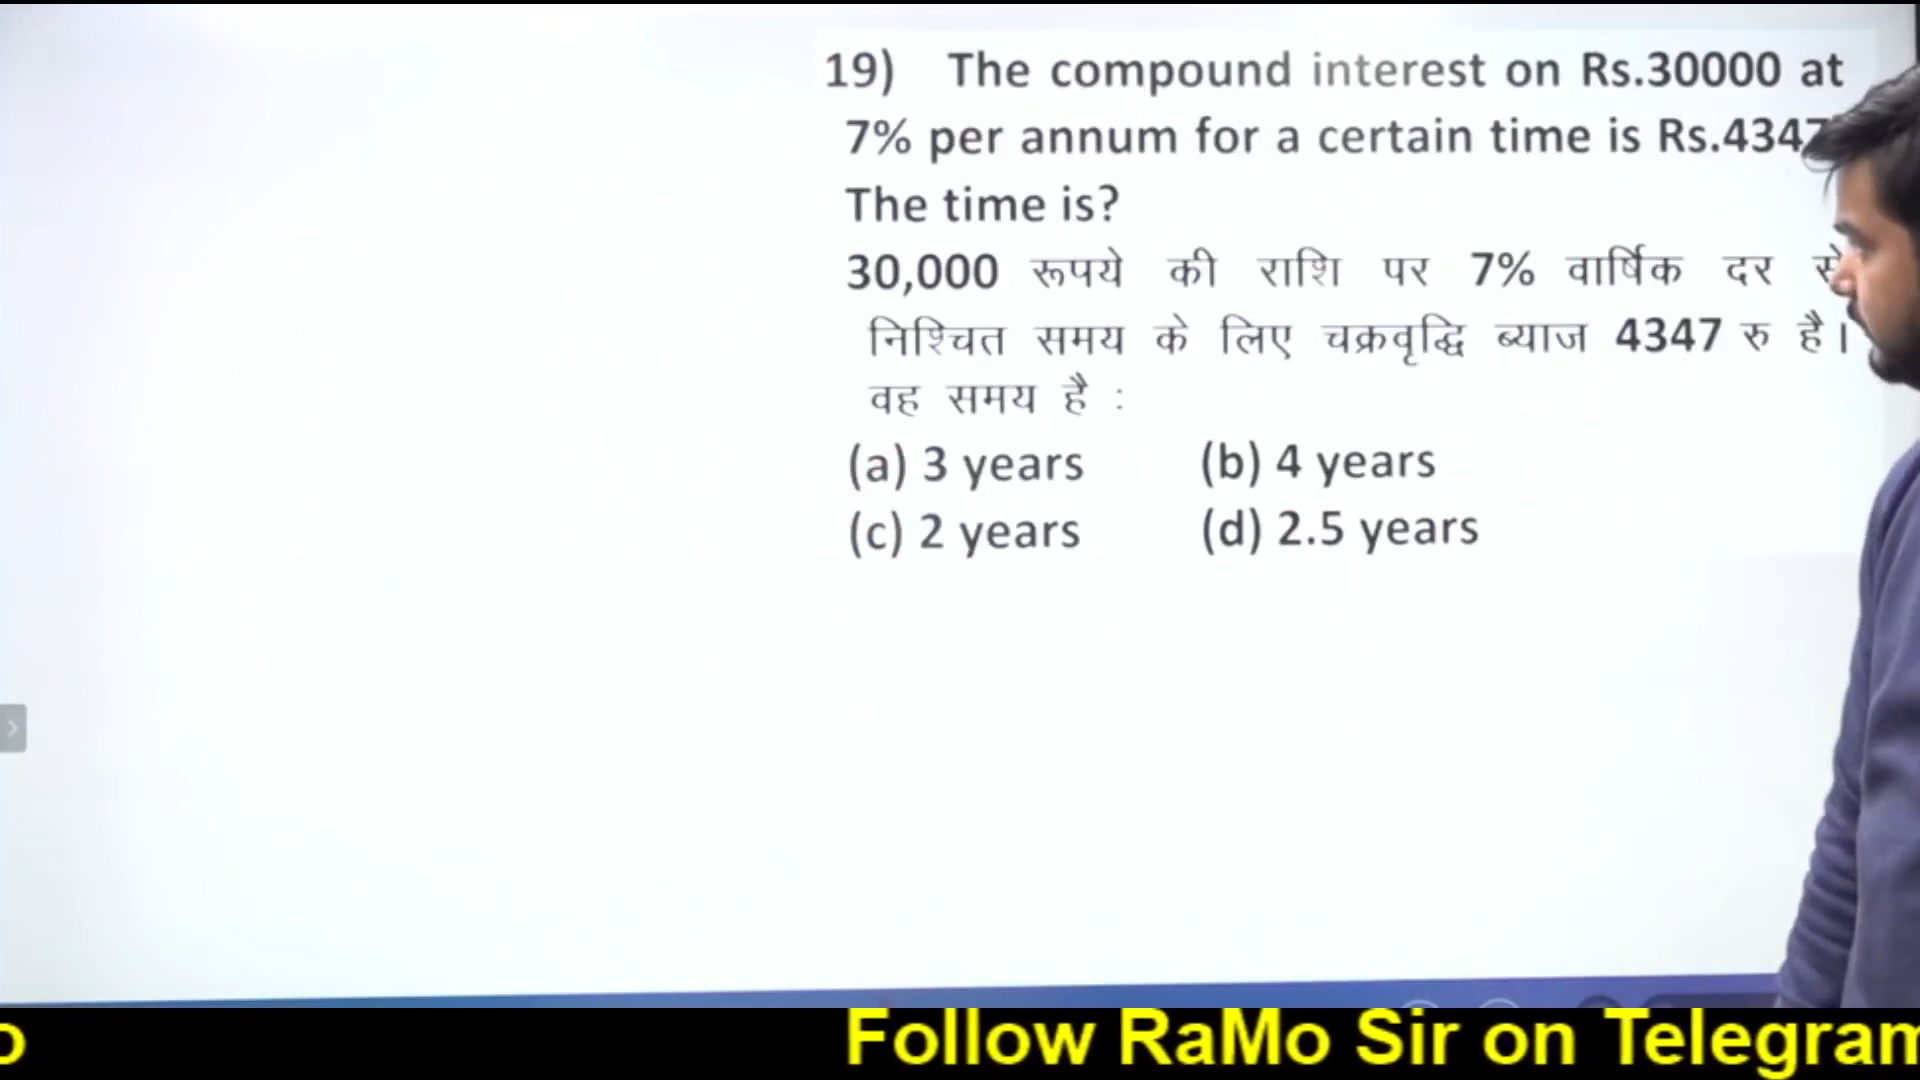 19) The compound interest on Rs.30000 at
7% per annum for a certain time is Rs.4347
The time is?
30,000 रूपये की राशि पर 7% वार्षिक दर से
निश्चित समय के लिए चक्रवृद्धि ब्याज 4347 रु है।
वह समय है :
(a) 3 years (b) 4 years
(c) 2 years (d) 2.5 years
o Follow RaMo Sir on Telegram